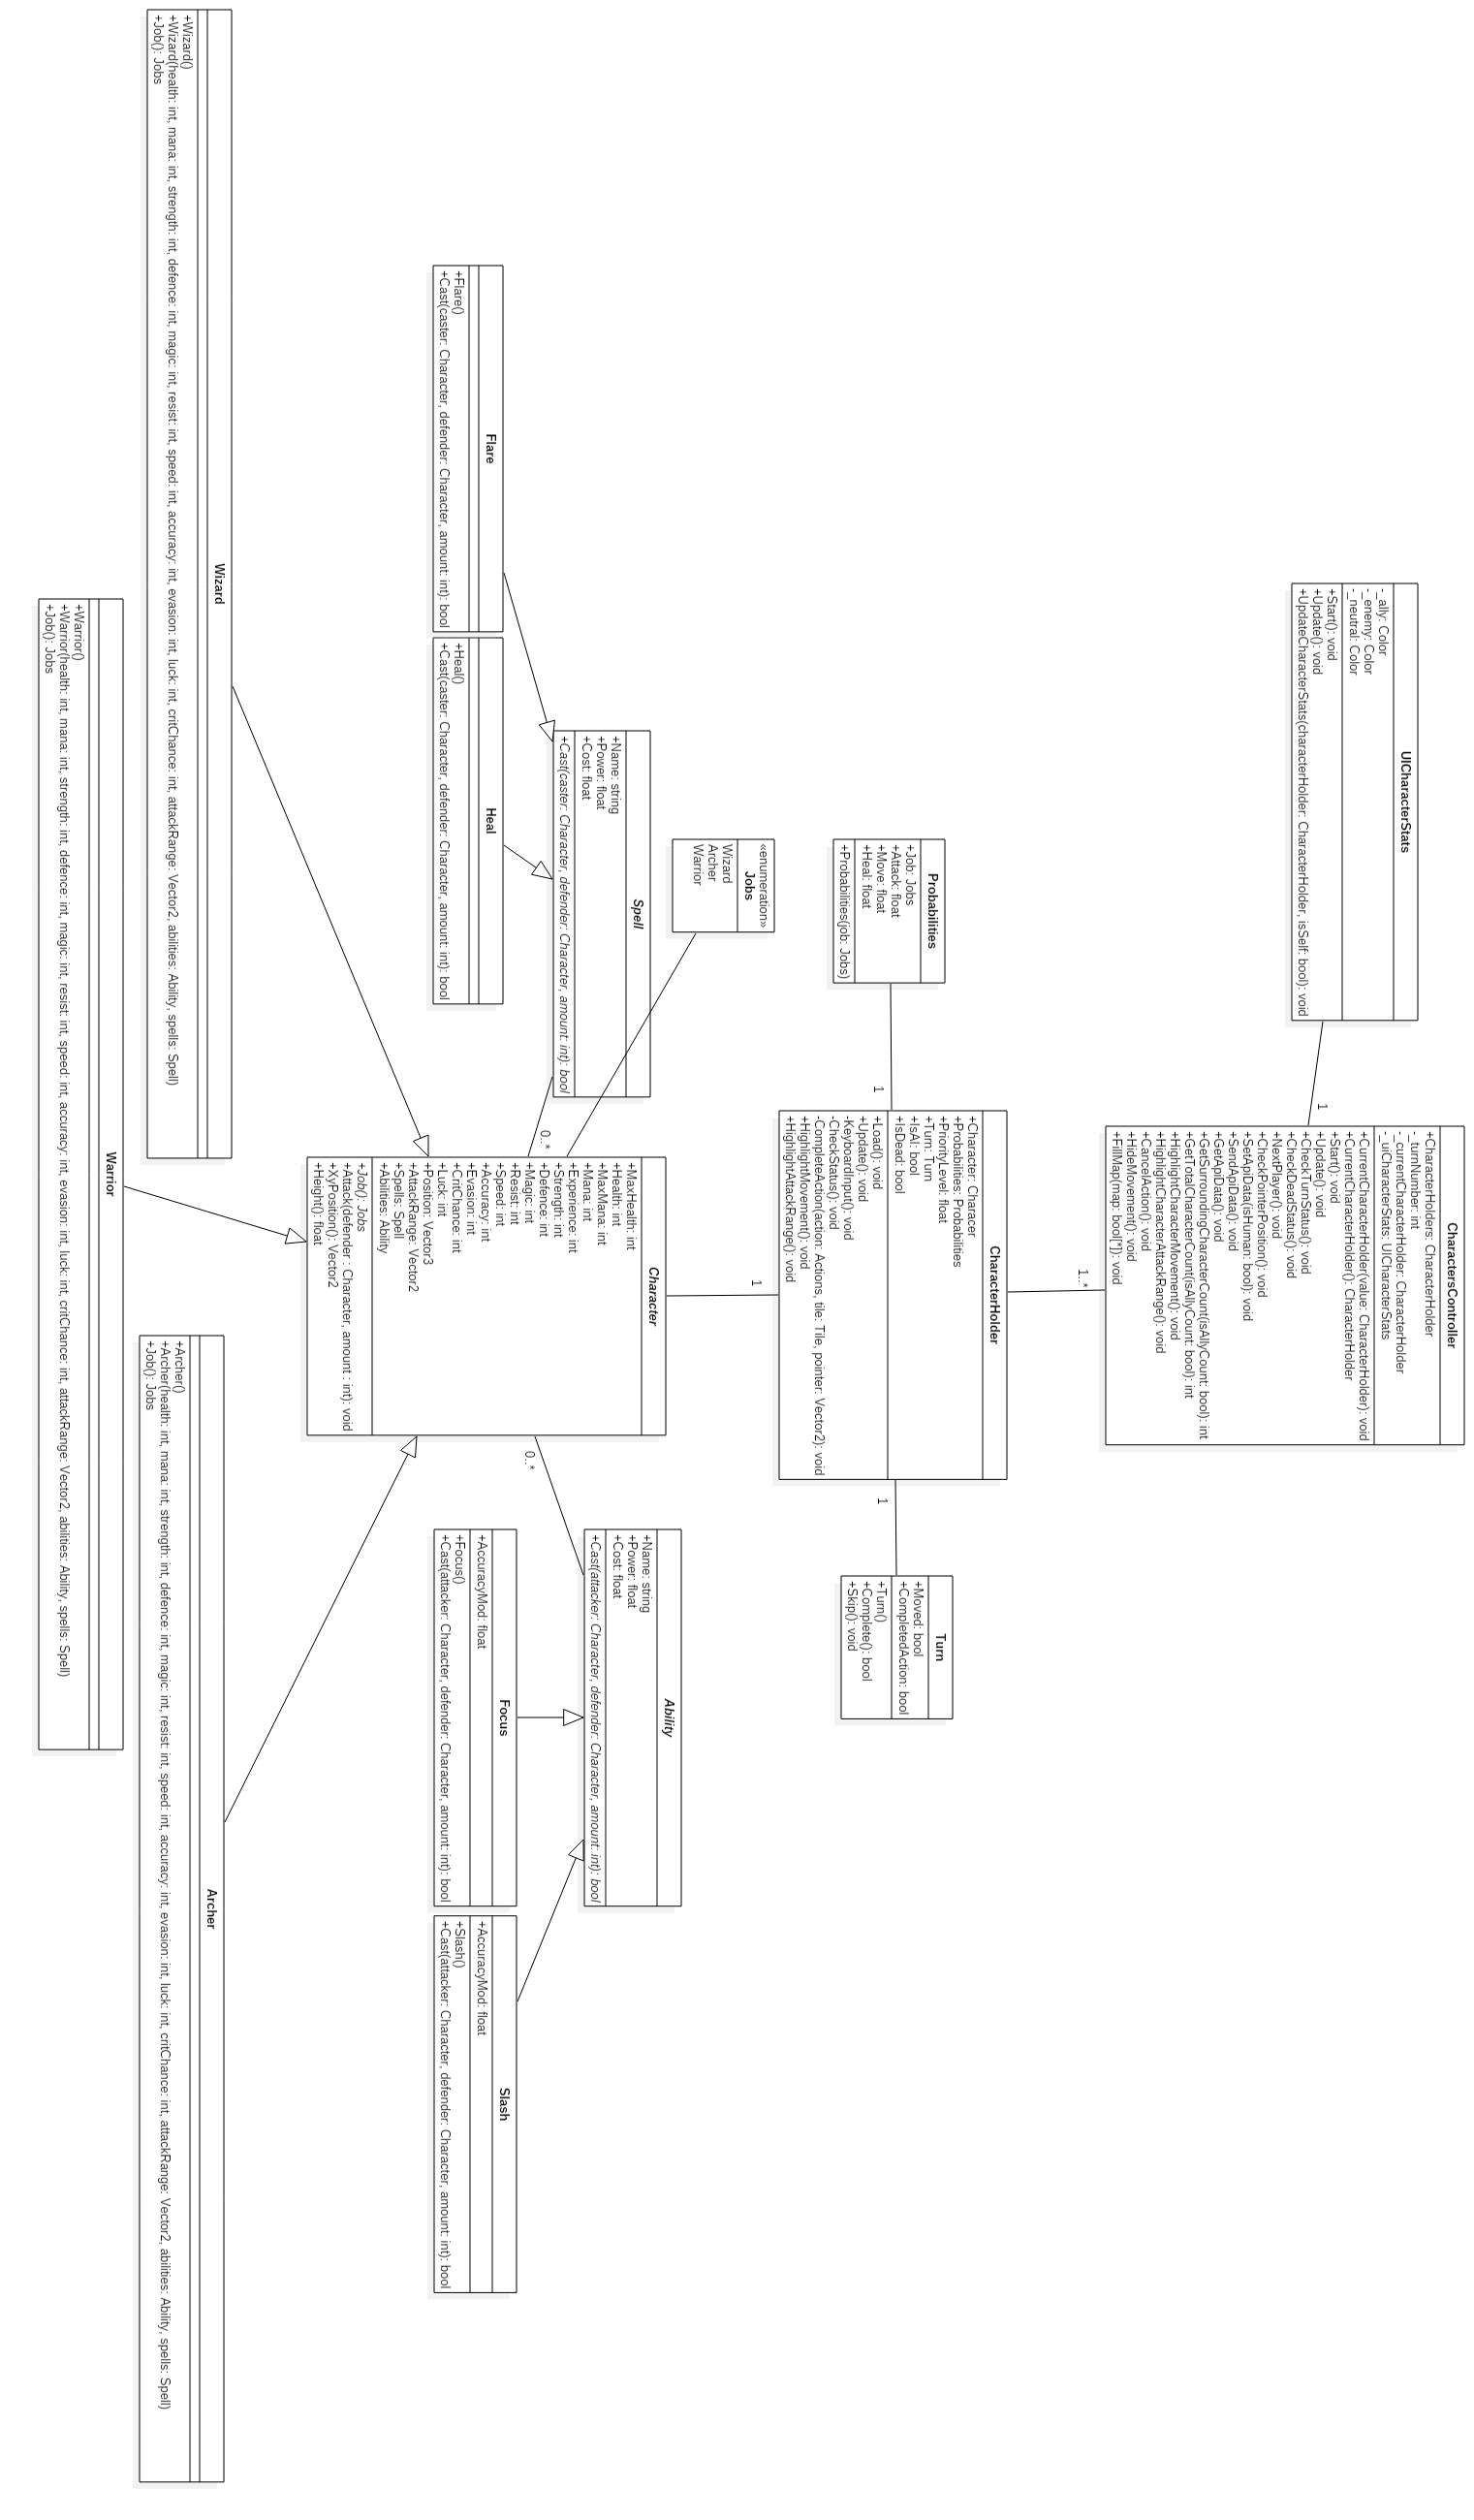 CharactersController
+CharacterHolders: CharacterHolder
-_turnNumber: int
-_currentCharacterHolder: CharacterHolder
-_uiCharacterStats: UICharacterStats
+CurrentCharacterHolder(value: CharacterHolder): void
+CurrentCharacterHolder(): CharacterHolder
+Start(): void
+Update(): void
+CheckTurnStatus(): void
+CheckDeadStatus(): void
+NextPlayer(): void
+CheckPointerPosition(): void
+SetApiData(isHuman: bool): void
+SendApiData(): void
+GetApiData(): void
+GetSurroundingCharacterCount(isAllyCount: bool): int
+GetTotalCharacterCount(isAllyCount: bool): int
+HighlightCharacterMovement(): void
+HighlightCharacterAttackRange(): void
+CancelAction(): void
+HideMovement(): void
+FillMap(map: bool[*]): void
UICharacterStats
-_ally: Color
-_enemy: Color
-_neutral: Color
+Start(): void
+Update(): void
+UpdateCharacterStats(characterHolder: CharacterHolder, isSelf: bool): void
1
1..*
CharacterHolder
+Character: Characer
+Probabilities: Probabilities
+PriorityLevel: float
+Turn: Turn
+IsAI: bool
+IsDead: bool
+Load(): void
+Update(): void
-KeyboardInput(): void
-CheckStatus(): void
-CompleteAction(action: Actions, tile: Tile, pointer: Vector2): void
+HighlightMovement(): void
+HighlightAttackRange(): void
Probabilities
+Job: Jobs
+Attack: float
+Move: float
+Heal: float
+Probabilities(job: Jobs)
1
1
Turn
+Moved: bool
+CompletedAction: bool
+Turn()
+Complete(): bool
+Skip(): void
1
«enumeration»
Jobs
Wizard
Archer
Warrior
Spell
+Name: string
+Power: float
+Cost: float
+Cast(caster: Character, defender: Character, amount: int): bool
0..*
Character
+MaxHealth: int
+Health: int
+MaxMana: int
+Mana: int
+Experience: int
+Strength: int
+Defence: int
+Magic: int
+Resist: int
+Speed: int
+Accuracy: int
+Evasion: int
+CritChance: int
+Luck: int
+Position: Vector3
+AttackRange: Vector2
+Spells: Spell
+Abilities: Ability
+Job(): Jobs
+Attack(defender : Character, amount : int): void
+XyPosition(): Vector2
+Height(): float
0..*
Ability
+Name: string
+Power: float
+Cost: float
+Cast(attacker: Character, defender: Character, amount: int): bool
Flare
+Flare()
+Cast(caster: Character, defender: Character, amount: int): bool
Heal
+Heal()
+Cast(caster: Character, defender: Character, amount: int): bool
Focus
+AccuracyMod: float
+Focus()
+Cast(attacker: Character, defender: Character, amount: int): bool
Slash
+AccuracyMod: float
+Slash()
+Cast(attacker: Character, defender: Character, amount: int): bool
Wizard
+Wizard()
+Wizard(health: int, mana: int, strength: int, defence: int, magic: int, resist: int, speed: int, accuracy: int, evasion: int, luck: int, critChance: int, attackRange: Vector2, abilities: Ability, spells: Spell)
+Job(): Jobs
Archer
+Archer()
+Archer(health: int, mana: int, strength: int, defence: int, magic: int, resist: int, speed: int, accuracy: int, evasion: int, luck: int, critChance: int, attackRange: Vector2, abilities: Ability, spells: Spell)
+Job(): Jobs
Warrior
+Warrior()
+Warrior(health: int, mana: int, strength: int, defence: int, magic: int, resist: int, speed: int, accuracy: int, evasion: int, luck: int, critChance: int, attackRange: Vector2, abilities: Ability, spells: Spell)
+Job(): Jobs